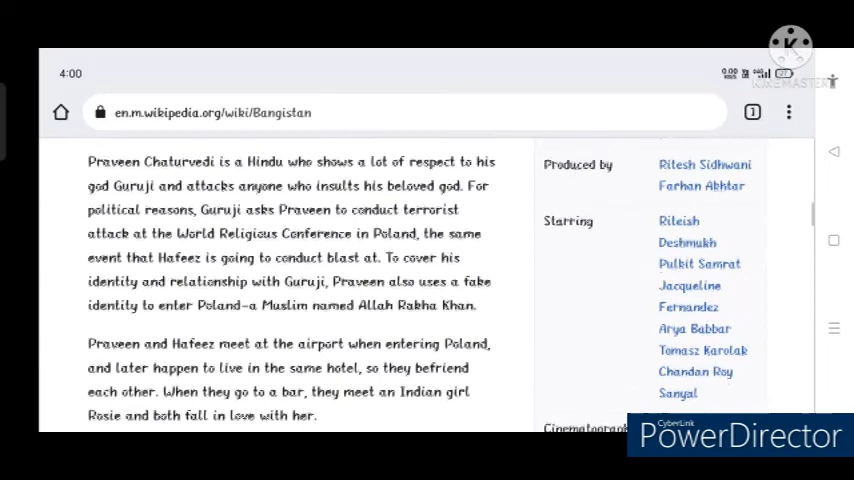 4:00
en.m.wikipedia.org/wiki/Bangistan
KINEMASTER
Praveen Chaturvedi is a Hindu who shows a lot of respect to his
god Guruji and attacks anyone who insults his beloved god. For
political reasons, Guruji asks Praveen to conduct terrorist
attack at the World Religious Conference in Poland, the same
event that Hafeez is going to conduct blast at. To cover his
identity and relationship with Guruji, Praveen also uses a fake
identity to enter Poland-a Muslim named Allah Rakha Khan.
Praveen and Hafeez meet at the airport when entering Poland,
and later happen to live in the same hotel, so they befriend
each other. When they go to a bar, they meet an Indian girl
Rosie and both fall in love with her.
Produced by
Ritesh Sidhwani
Farhan Akhtar
Starring
Riteish
Deshmukh
Pulkit Samrat
Jacqueline
Fernandez
Arya Babbar
Tomasz Karolak
Chandan Roy
Sanyal
CyberLink
PowerDirector